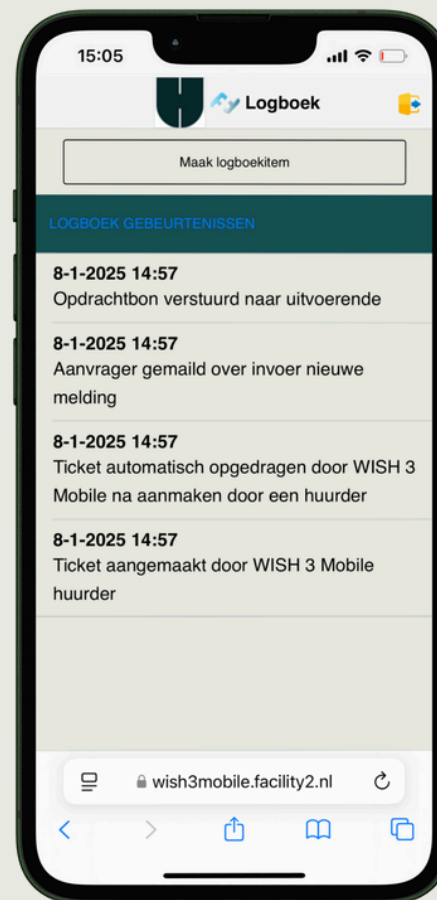 15:05
Logboek
Maak logboekitem
LOGBOEK GEBEURTENISSEN
8-1-2025 14:57
Opdrachtbon verstuurd naar uitvoerende
8-1-2025 14:57
Aanvrager gemaild over invoer nieuwe
melding
8-1-2025 14:57
Ticket automatisch opgedragen door WISH 3
Mobile na aanmaken door een huurder
8-1-2025 14:57
Ticket aangemaakt door WISH 3 Mobile
huurder
wish3mobile.facility2.nl